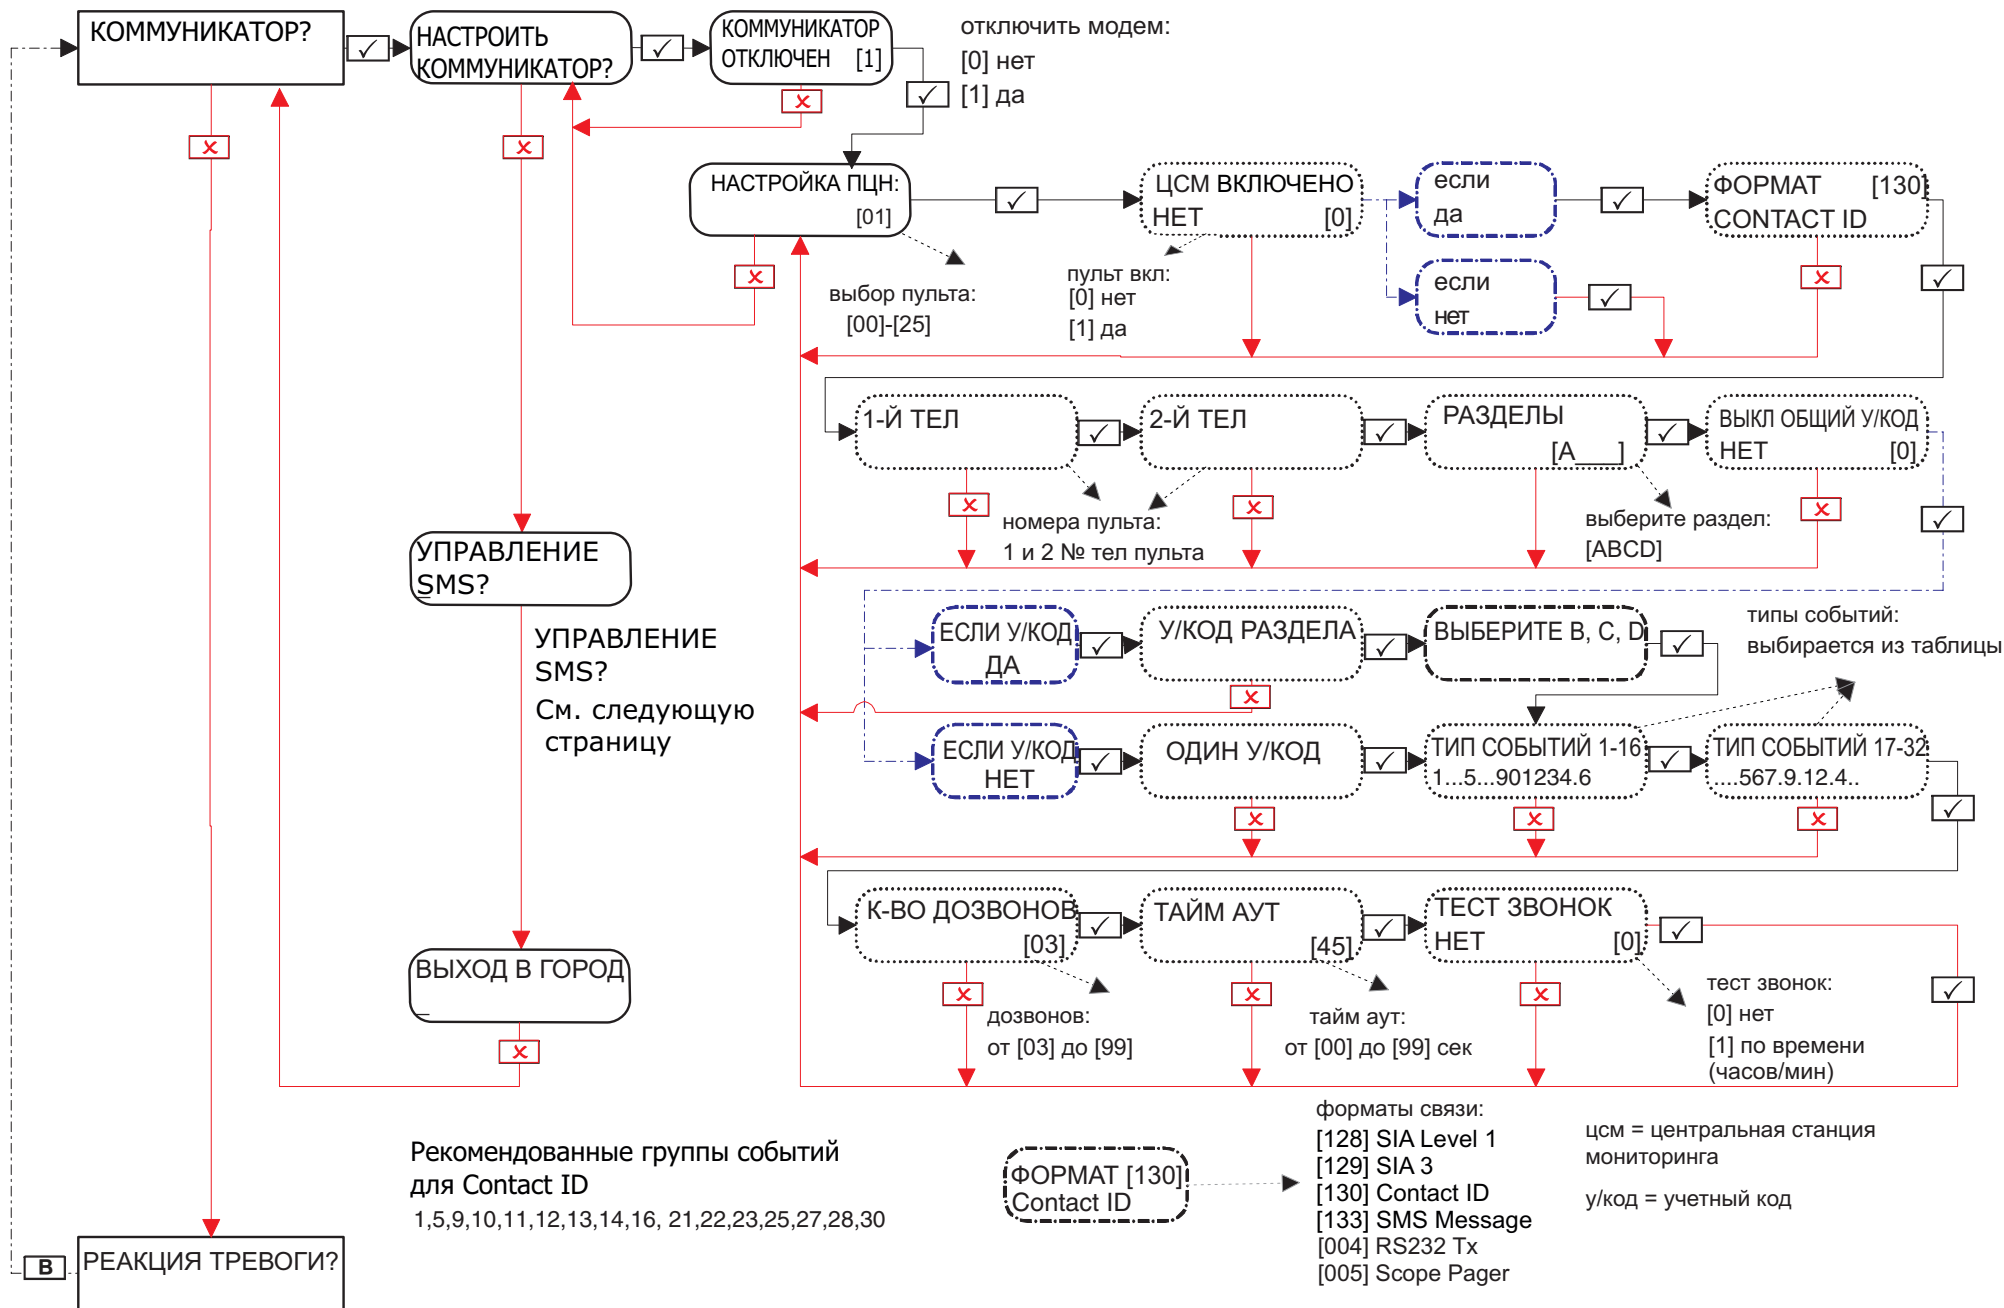 КОММУНИКАТОР?
НАСТРОИТЬ
КОММУНИКАТОР?
КОММУНИКАТОР
ОТКЛЮЧЕН [1]
отключить модем:
[0] нет
[1] да
НАСТРОЙКА ПЦН:
[01]
ЦСМ ВКЛЮЧЕНО
НЕТ [0]
если
да
ФОРМАТ [130]
CONTACT ID
выбор пульта:
[00]-[25]
пульт вкл:
[0] нет
[1] да
если
нет
1-Й ТЕЛ
2-Й ТЕЛ
РАЗДЕЛЫ
[A___]
ВЫКЛ ОБЩИЙ У/КОД
НЕТ [0]
номера пульта:
1 и 2 № тел пульта
выберите раздел:
[ABCD]
УПРАВЛЕНИЕ
SMS?
УПРАВЛЕНИЕ
SMS?
См. следующую
страницу
ЕСЛИ У/КОД
ДА
У/КОД РАЗДЕЛА
ВЫБЕРИТЕ B, C, D
типы событий:
выбирается из таблицы
ЕСЛИ У/КОД
НЕТ
ОДИН У/КОД
ТИП СОБЫТИЙ 1-16
1...5...901234.6
ТИП СОБЫТИЙ 17-32
....567.9.12.4..
ВЫХОД В ГОРОД
_
К-ВО ДОЗВОНОВ
[03]
ТАЙМ АУТ
[45]
ТЕСТ ЗВОНОК
НЕТ [0]
дозвонов:
от [03] до [99]
тайм аут:
от [00] до [99] сек
тест звонок:
[0] нет
[1] по времени
(часов/мин)
Рекомендованные группы событий
для Contact ID
1,5,9,10,11,12,13,14,16, 21,22,23,25,27,28,30
ФОРМАТ [130]
Contact ID
форматы связи:
[128] SIA Level 1
[129] SIA 3
[130] Contact ID
[133] SMS Message
[004] RS232 Tx
[005] Scope Pager
цсм = центральная станция
мониторинга
у/код = учетный код
B
РЕАКЦИЯ ТРЕВОГИ?